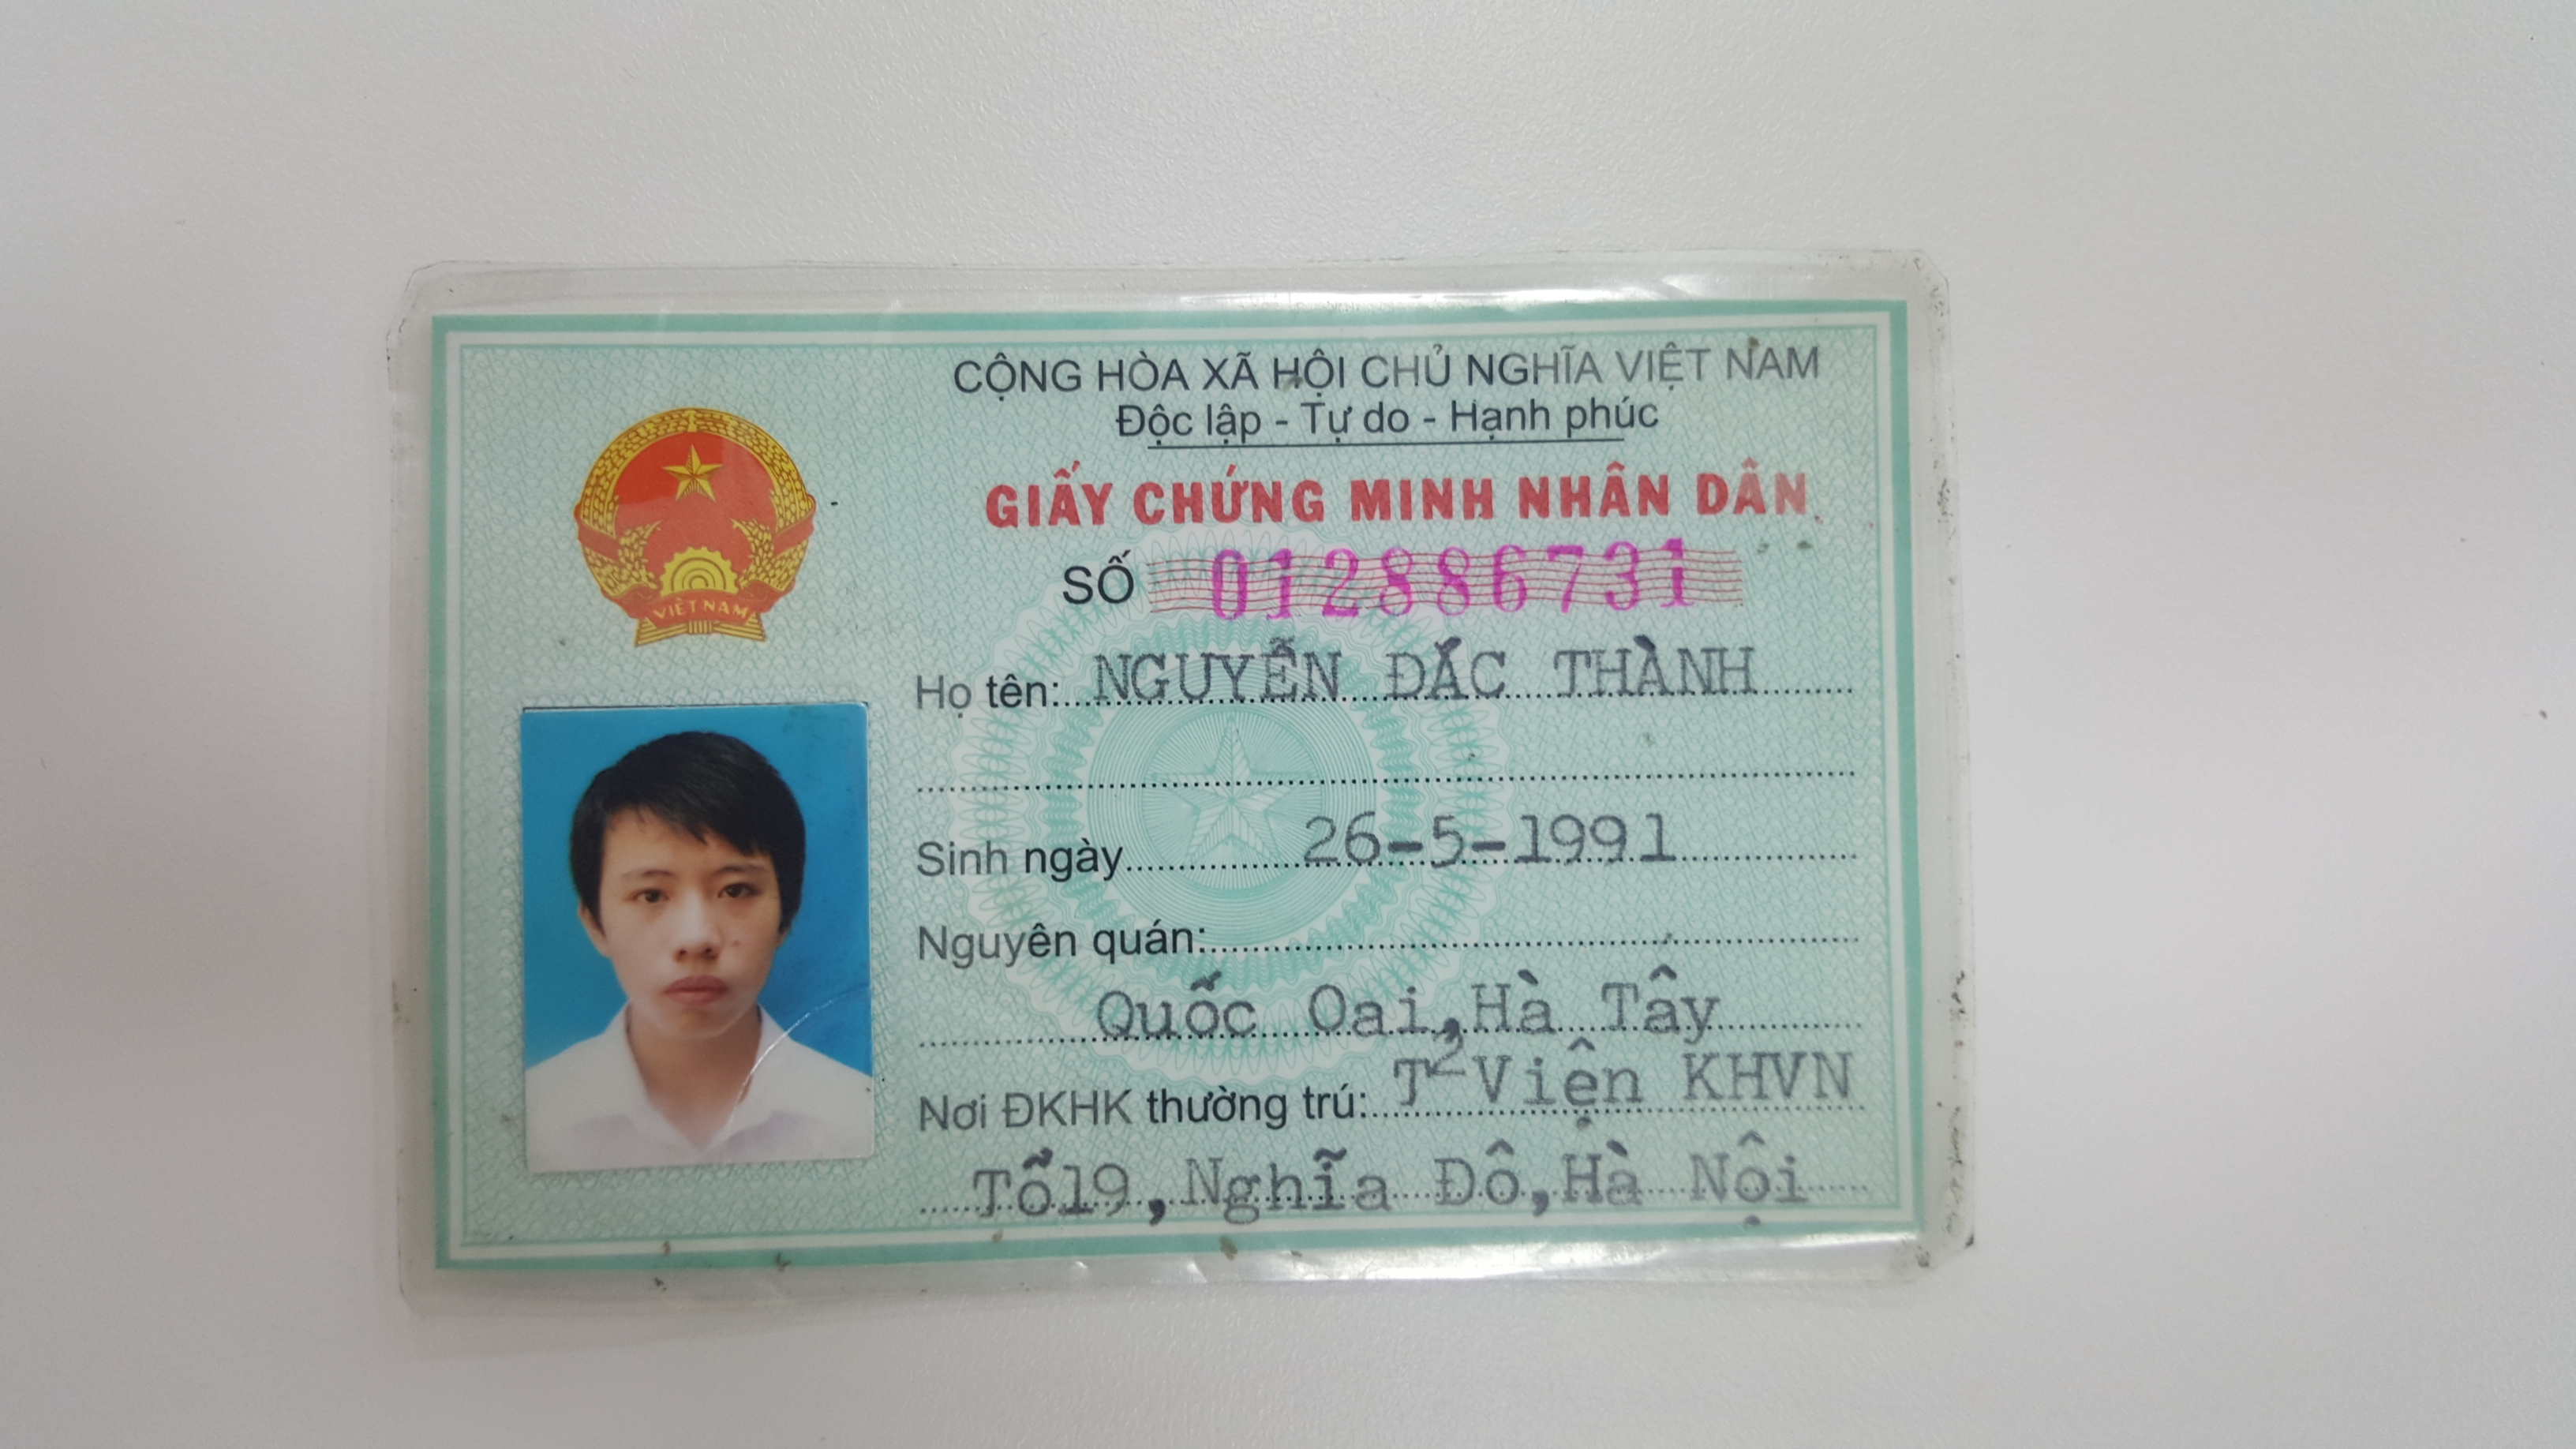 CỘNG HÒA XÃ HỘI CHỦ NGHĨA VIỆT NAM
Độc lập - Tự do - Hạnh phúc
GIẤY CHỨNG MINH NHÂN DÂN
SỐ 012886731
VIỆT NAM
Họ tên: NGUYỄN ĐẮC THÀNH
Sinh ngày 26-5-1991
Nguyên quán:
Quốc Oai,Hà Tây
Nơi ĐKHK thường trú: T² Viện KHVN
Tổ19,Nghĩa Đô,Hà Nội